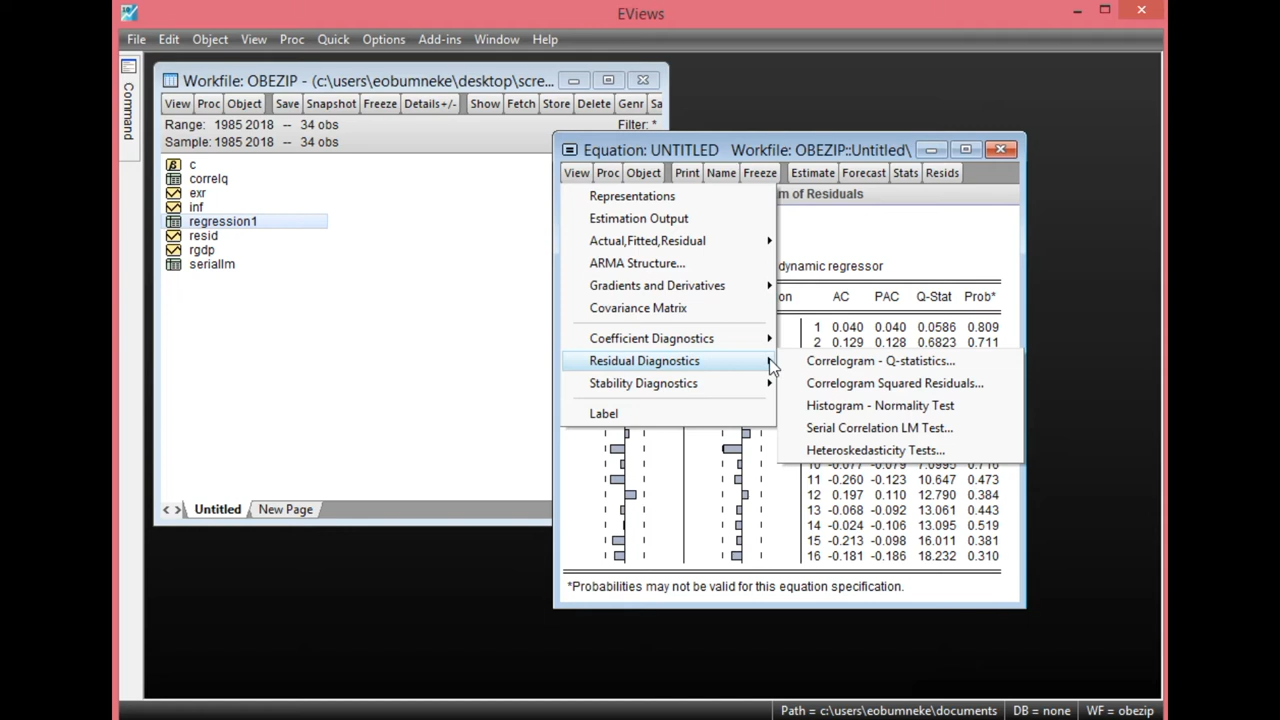 EViews
File Edit Object View Proc Quick Options Add-ins Window Help
Command
Workfile: OBEZIP - (c:\users\eobumneke\desktop\scre...
View Proc Object Save Snapshot Freeze Details+/- Show Fetch Store Delete Genr Sa
Range: 1985 2018 -- 34 obs Filter: *
Sample: 1985 2018 -- 34 obs
c
correlq
exr
inf
regression1
resid
rgdp
seriallm
Untitled New Page
Equation: UNTITLED Workfile: OBEZIP::Untitled\
View Proc Object Print Name Freeze Estimate Forecast Stats Resids
m of Residuals
dynamic regressor
on AC PAC Q-Stat Prob*
1 0.040 0.040 0.0586 0.809
2 0.129 0.128 0.6823 0.711
Representations
Estimation Output
Actual,Fitted,Residual
ARMA Structure...
Gradients and Derivatives
Covariance Matrix
Coefficient Diagnostics
Residual Diagnostics
Stability Diagnostics
Label
Correlogram - Q-statistics...
Correlogram Squared Residuals...
Histogram - Normality Test
Serial Correlation LM Test...
Heteroskedasticity Tests...
10 -0.077 -0.079 7.0995 0.716
11 -0.260 -0.123 10.647 0.473
12 0.197 0.110 12.790 0.384
13 -0.068 -0.092 13.061 0.443
14 -0.024 -0.106 13.095 0.519
15 -0.213 -0.098 16.011 0.381
16 -0.181 -0.186 18.232 0.310
*Probabilities may not be valid for this equation specification.
Path = c:\users\eobumneke\documents DB = none WF = obezip